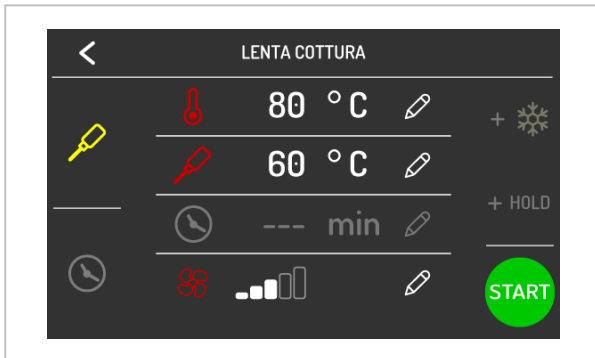 LENTA COTTURA
80 °C
+
60 °C
--- min
+ HOLD
START